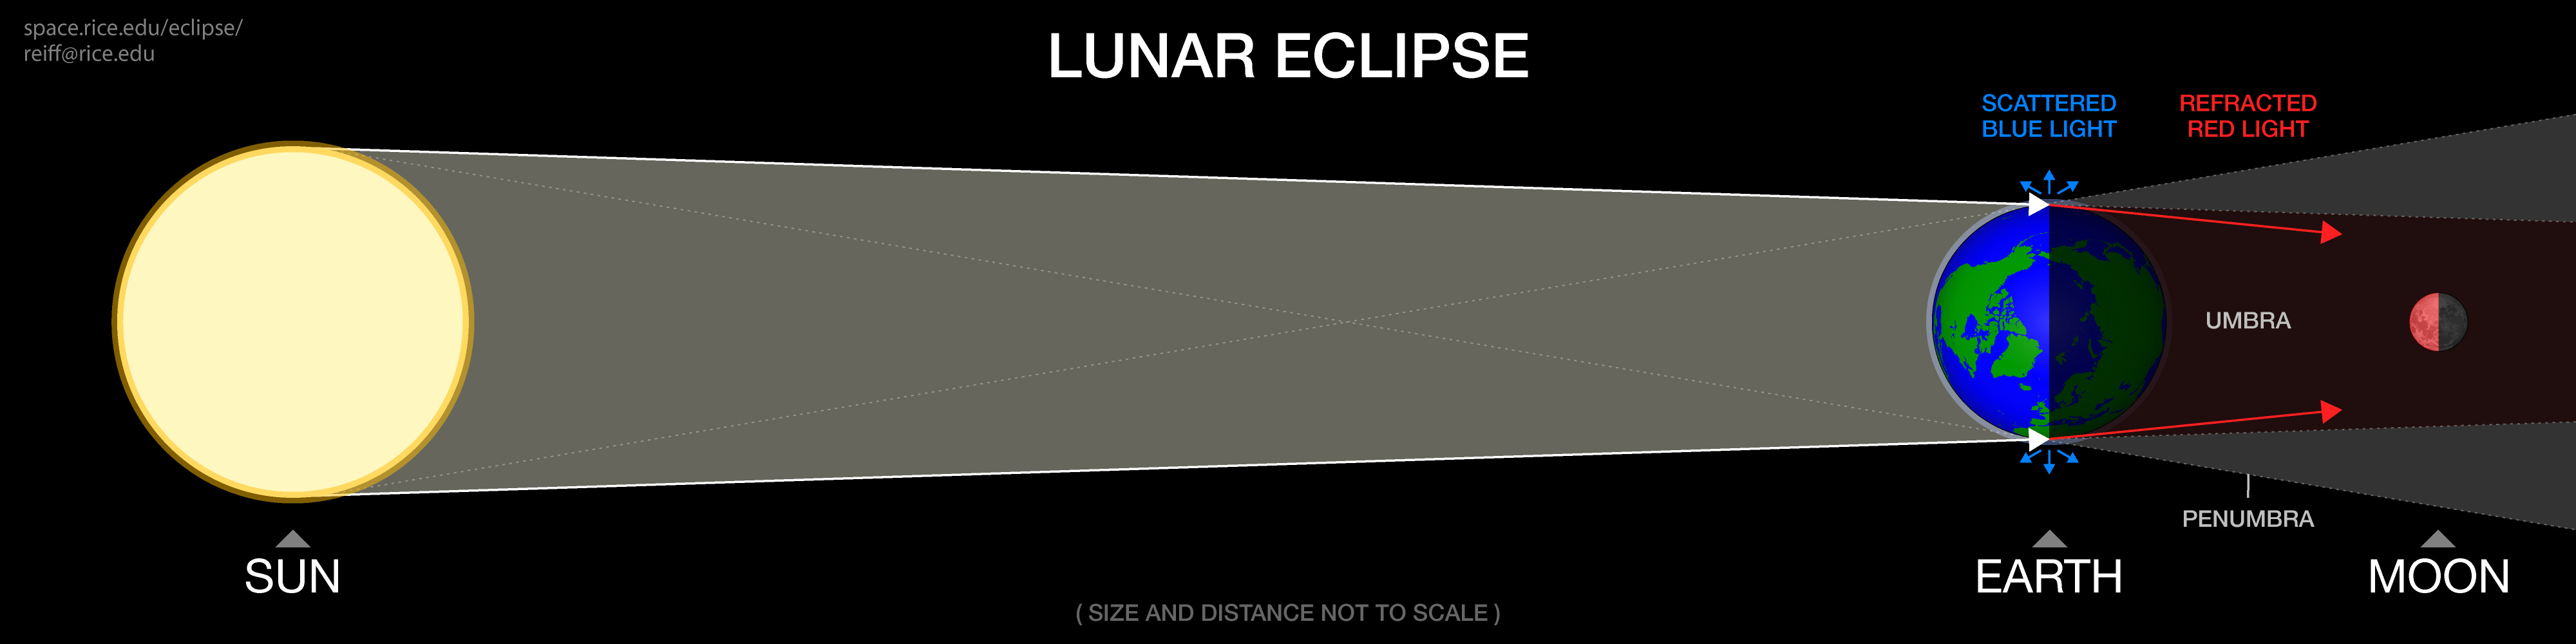 space.rice.edu/eclipse/
reiff@rice.edu
LUNAR ECLIPSE
SCATTERED
BLUE LIGHT
REFRACTED
RED LIGHT
UMBRA
PENUMBRA
SUN
EARTH
MOON
( SIZE AND DISTANCE NOT TO SCALE )